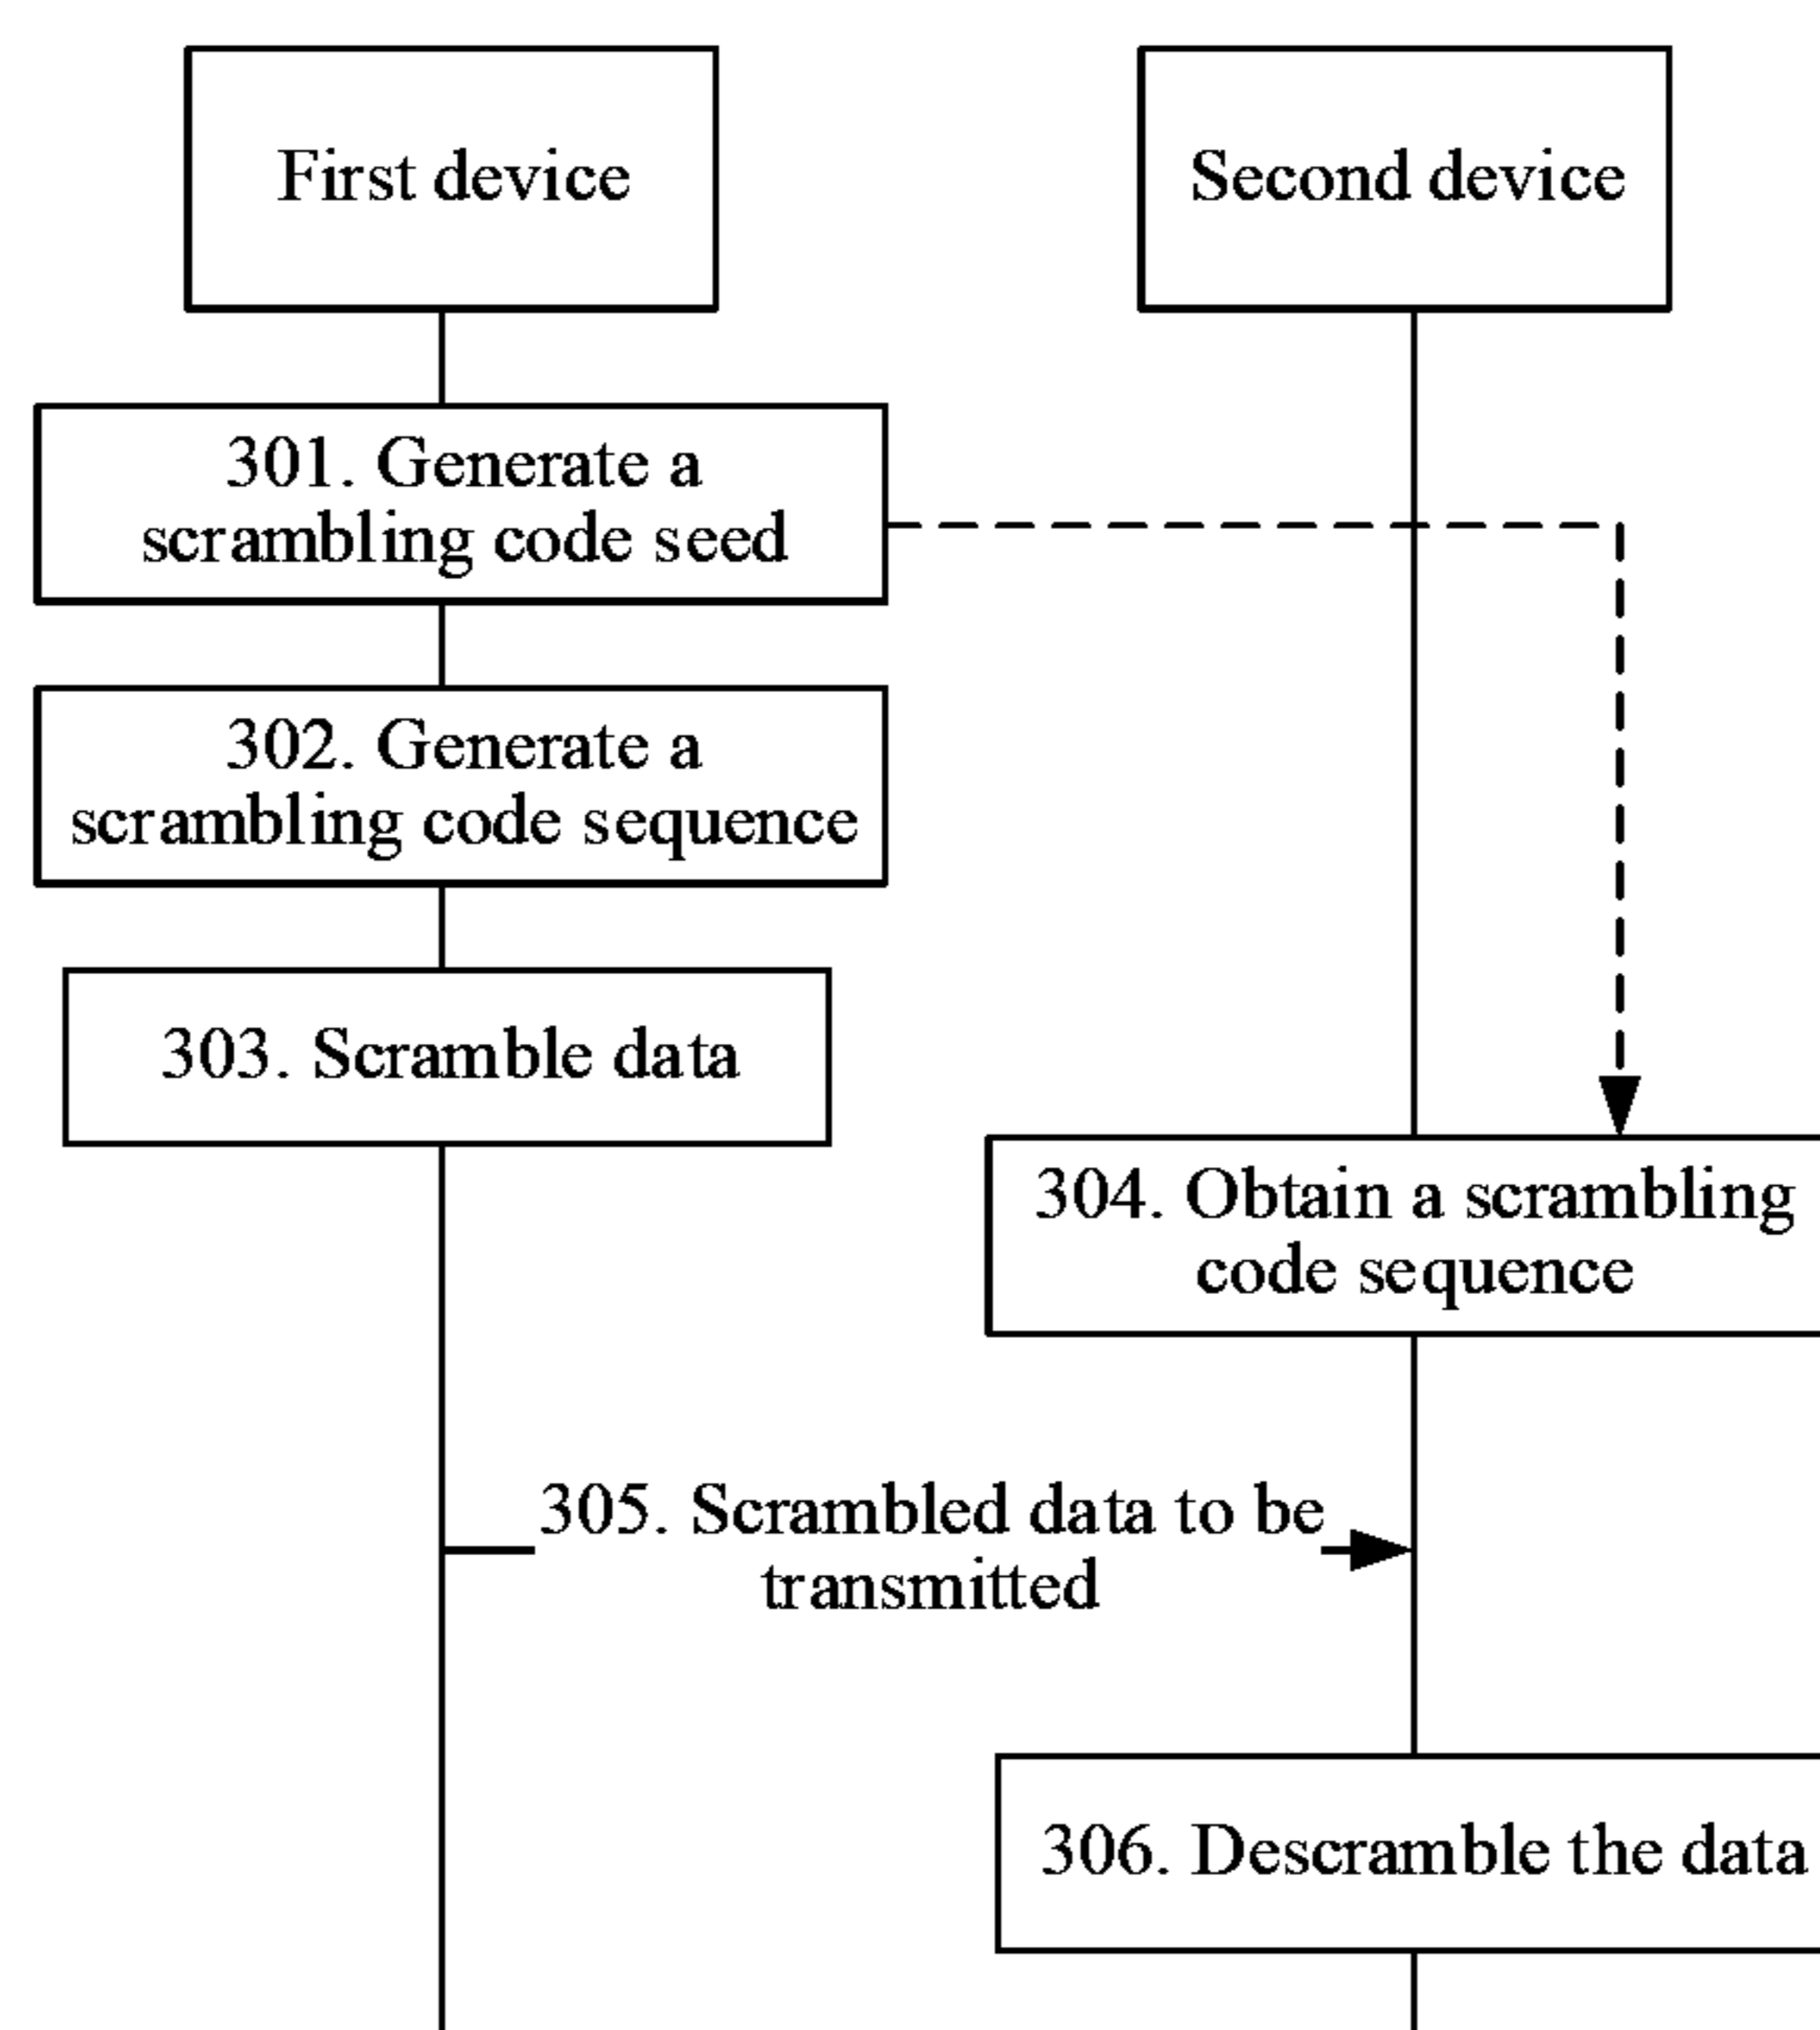 First device
Second device
301. Generate a
scrambling code seed
302. Generate a
scrambling code sequence
303. Scramble data
304. Obtain a scrambling
code sequence
305. Scrambled data to be
transmitted
306. Descramble the data